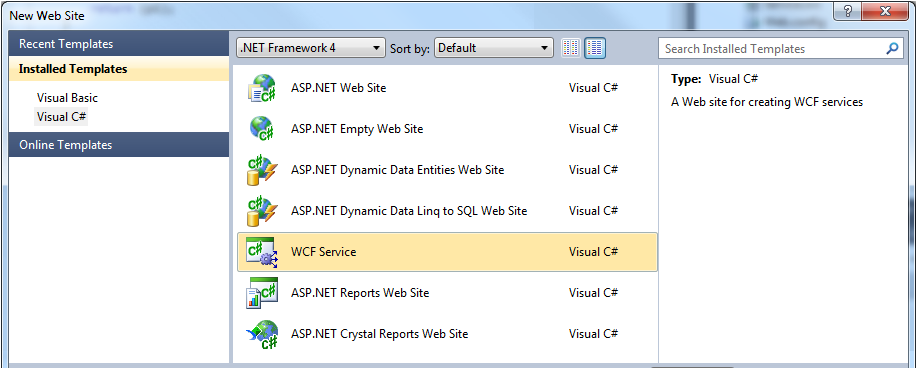 New Web Site
Recent Templates
Installed Templates
Visual Basic
Visual C#
Online Templates
.NET Framework 4 Sort by: Default
Search Installed Templates
ASP.NET Web Site Visual C#
ASP.NET Empty Web Site Visual C#
ASP.NET Dynamic Data Entities Web Site Visual C#
ASP.NET Dynamic Data Linq to SQL Web Site Visual C#
WCF Service Visual C#
ASP.NET Reports Web Site Visual C#
ASP.NET Crystal Reports Web Site Visual C#
Type: Visual C#
A Web site for creating WCF services